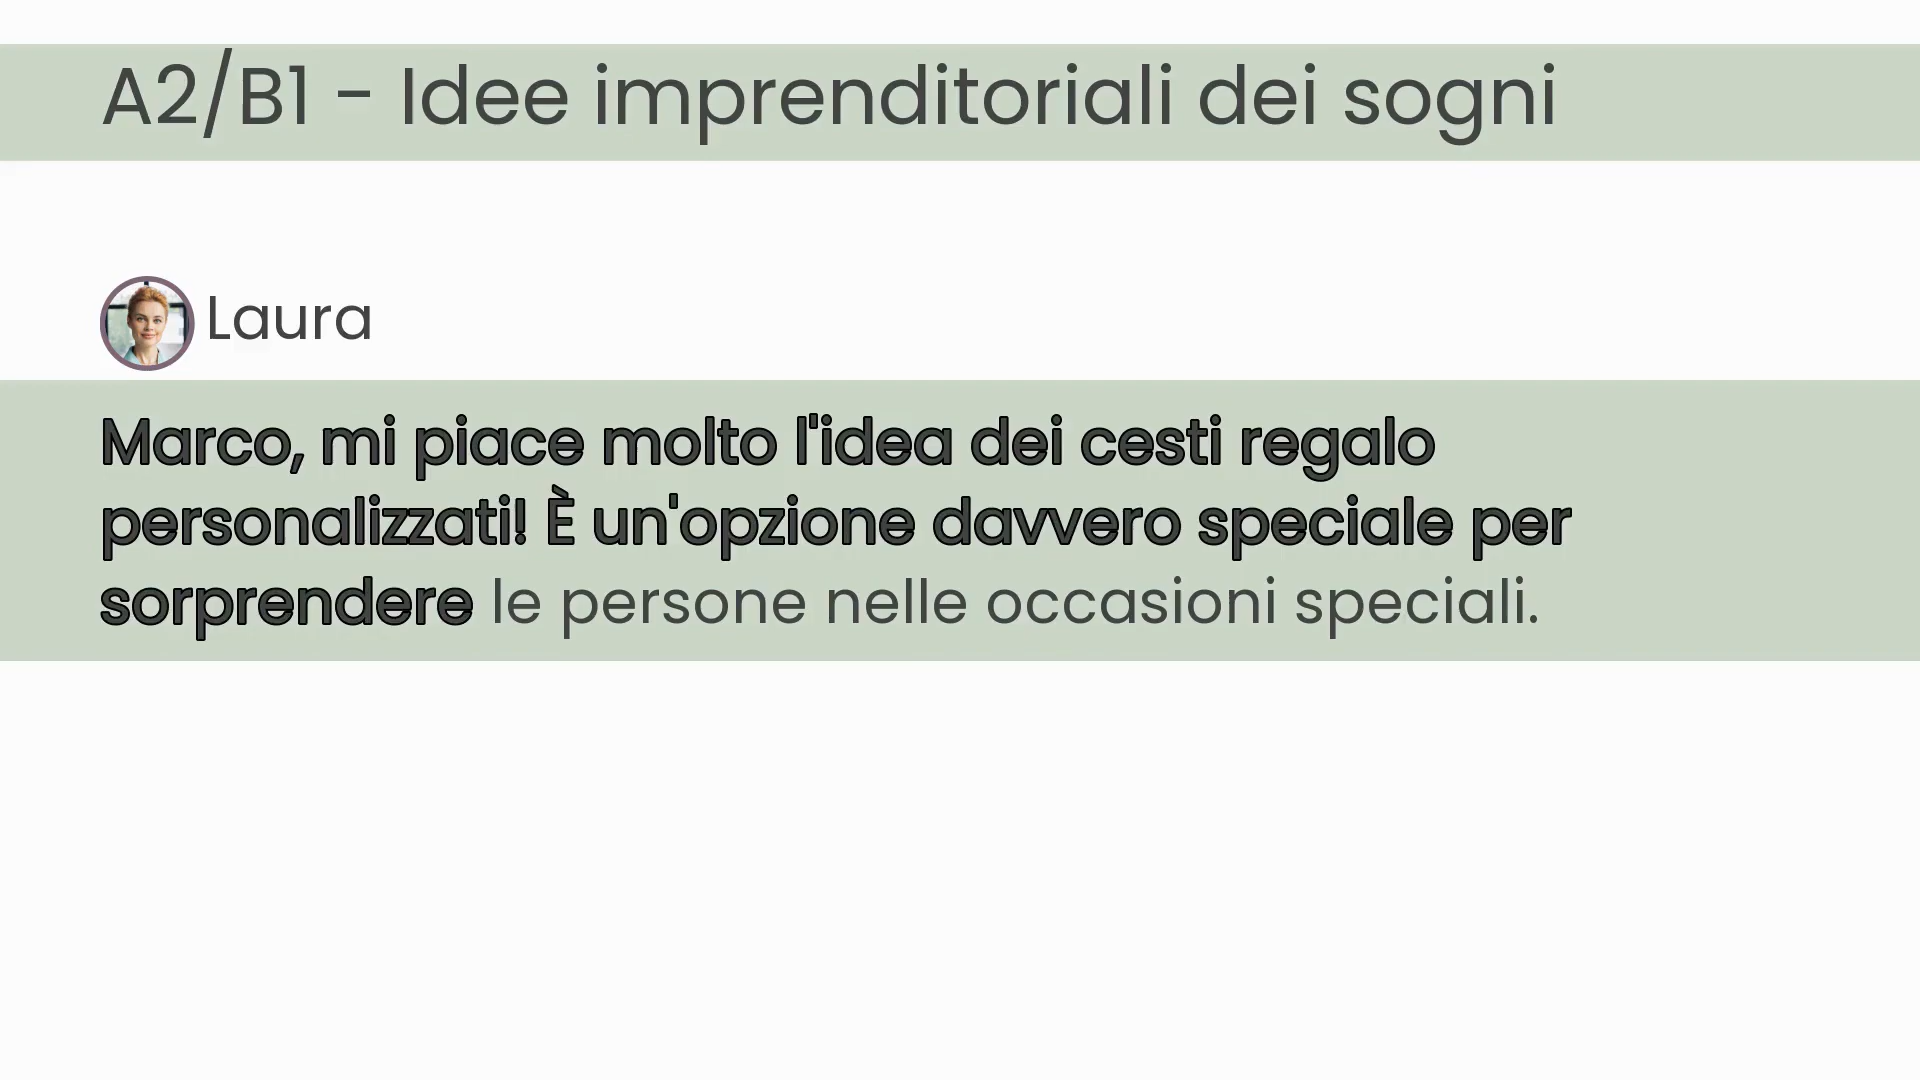 A2/B1 - Idee imprenditoriali dei sogni
Laura
Marco, mi piace molto l'idea dei cesti regalo
personalizzati! È un'opzione davvero speciale per
sorprendere le persone nelle occasioni speciali.